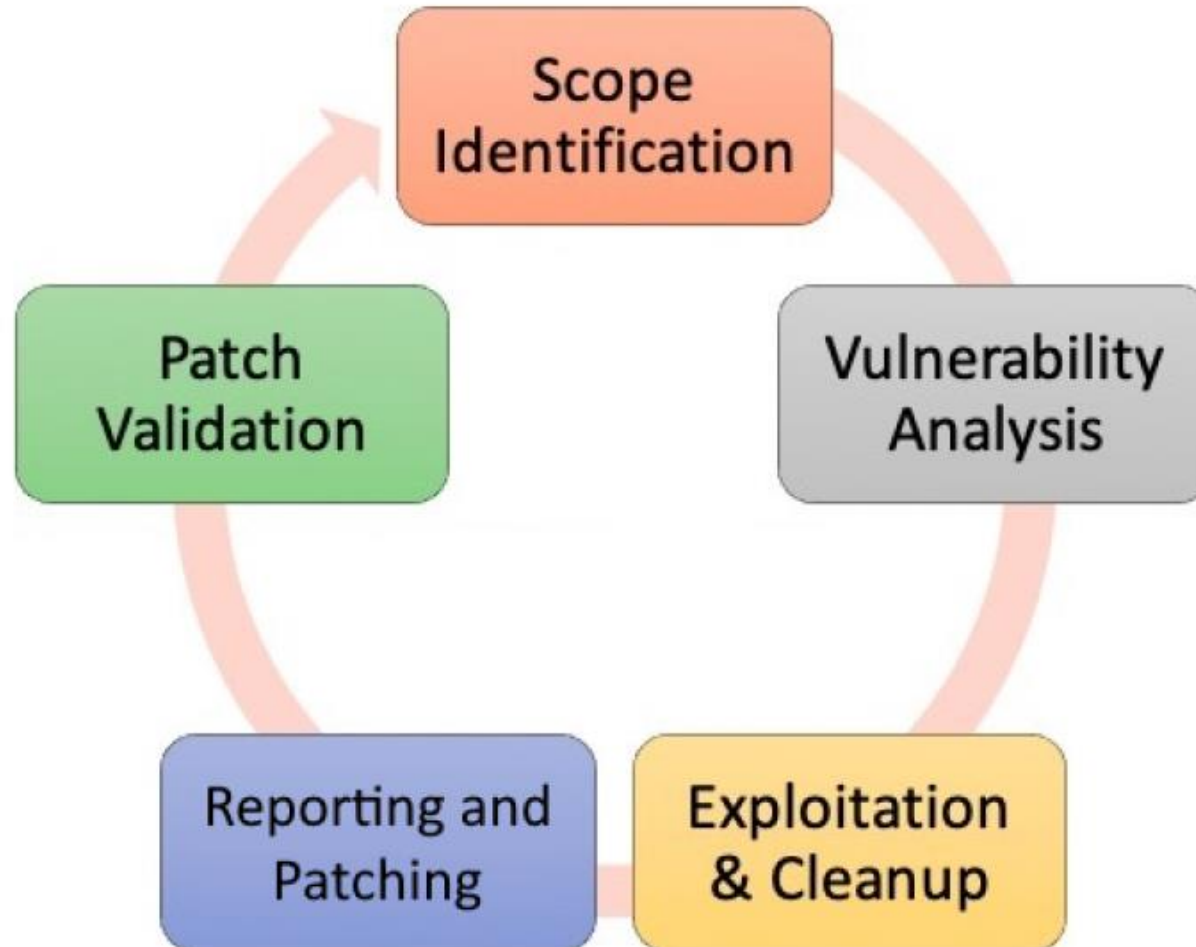 Scope
Identification
Vulnerability
Analysis
Exploitation
& Cleanup
Reporting and
Patching
Patch
Validation